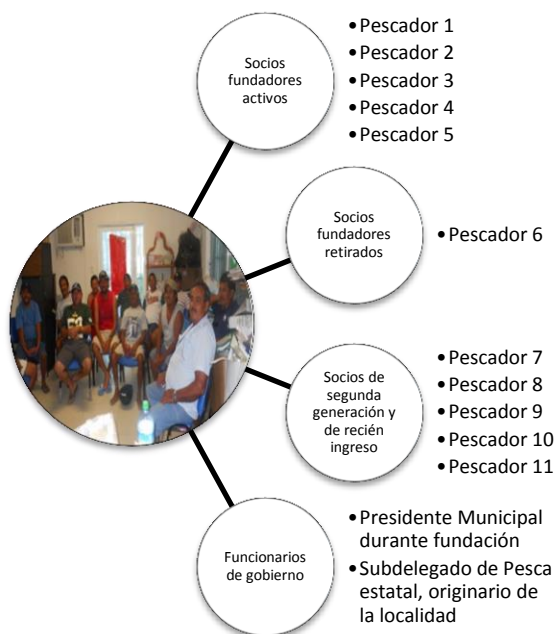 Socios
fundadores
activos
•Pescador 1
•Pescador 2
•Pescador 3
•Pescador 4
•Pescador 5
Socios
fundadores
retirados
•Pescador 6
Socios de
segunda
generación y
de recién
ingreso
•Pescador 7
•Pescador 8
•Pescador 9
•Pescador 10
•Pescador 11
Funcionarios
de gobierno
•Presidente Municipal
durante fundación
•Subdelegado de Pesca
estatal, originario de
la localidad